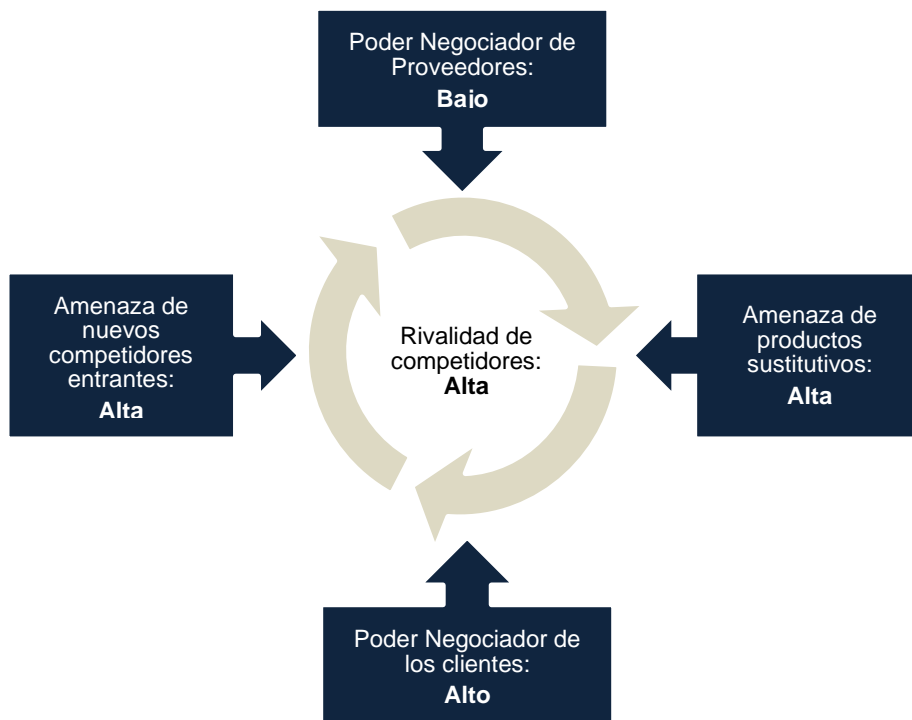 Poder Negociador de
Proveedores:
Bajo
Amenaza de
nuevos
competidores
entrantes:
Alta
Rivalidad de
competidores:
Alta
Amenaza de
productos
sustitutivos:
Alta
Poder Negociador de
los clientes:
Alto